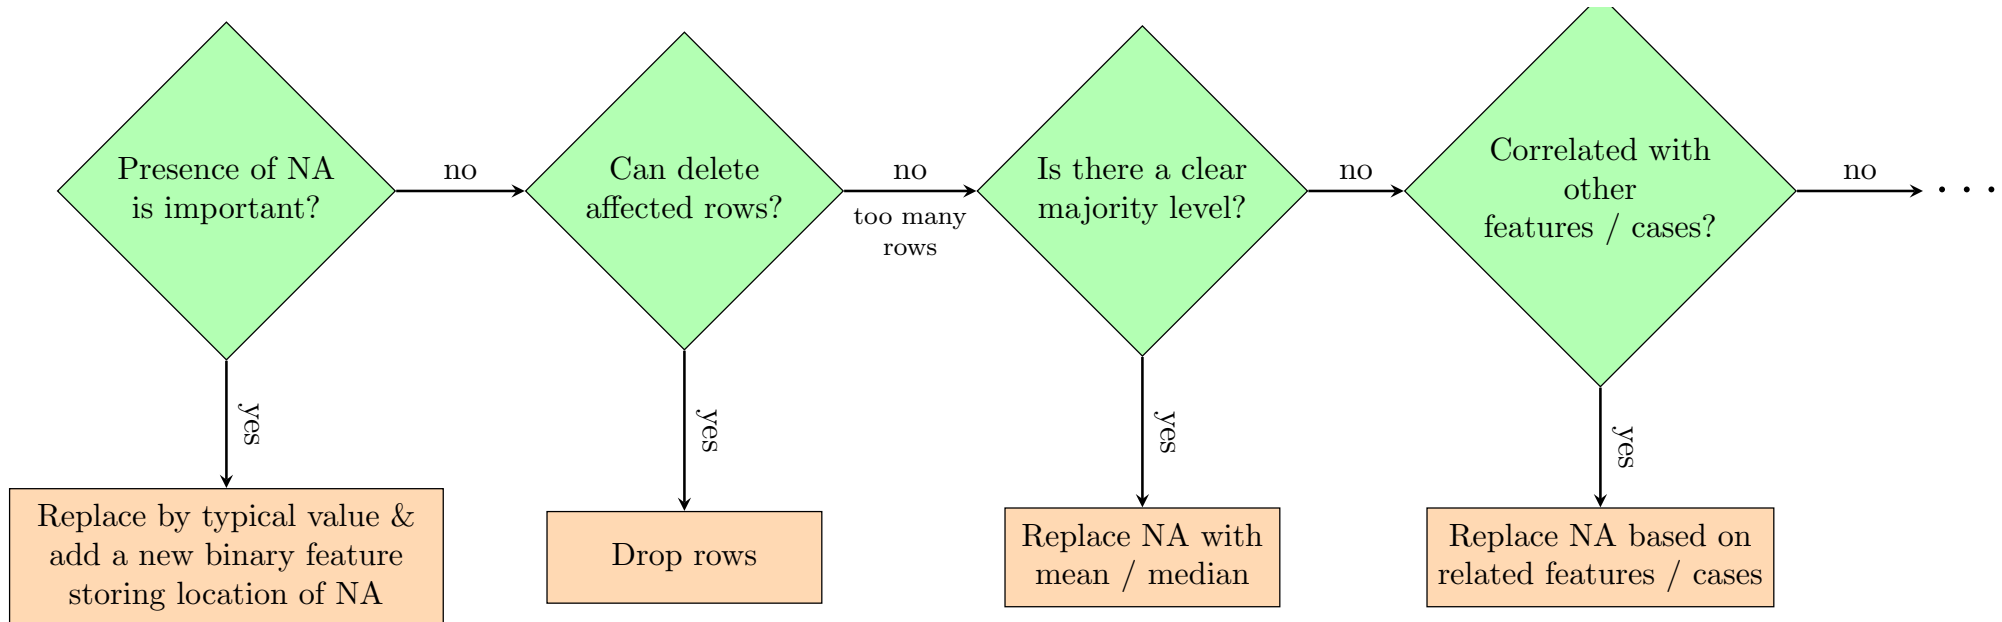 Presence of NA
is important?
no
Can delete
affected rows?
no
too many
rows
Is there a clear
majority level?
no
Correlated with
other
features / cases?
no
. . .
yes
yes
yes
yes
Replace by typical value &
add a new binary feature
storing location of NA
Drop rows
Replace NA with
mean / median
Replace NA based on
related features / cases